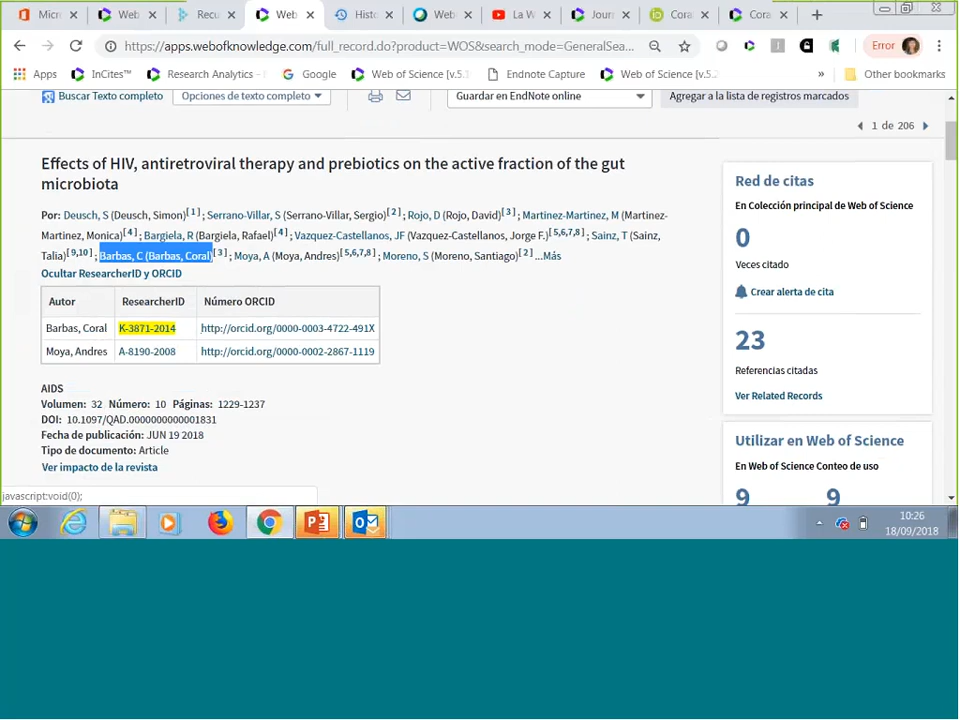 Micr Web Recu Web Histo Web La W Journ Cora Cora
https://apps.webofknowledge.com/full_record.do?product=WOS&search_mode=GeneralSea... Error
Apps InCites™ Research Analytics - Google Web of Science [v.5.1 Endnote Capture Web of Science [v.5.2 » Other bookmarks
Buscar Texto completo Opciones de texto completo Guardar en EndNote online Agregar a la lista de registros marcados
1 de 206
Effects of HIV, antiretroviral therapy and prebiotics on the active fraction of the gut
microbiota
Por: Deusch, S (Deusch, Simon)[1]; Serrano-Villar, S (Serrano-Villar, Sergio)[2]; Rojo, D (Rojo, David)[3]; Martinez-Martinez, M (Martinez-
Martinez, Monica)[4]; Bargiela, R (Bargiela, Rafael)[4]; Vazquez-Castellanos, JF (Vazquez-Castellanos, Jorge F.)[5,6,7,8]; Sainz, T (Sainz,
Talia)[9,10]; Barbas, C (Barbas, Coral)[3]; Moya, A (Moya, Andres)[5,6,7,8]; Moreno, S (Moreno, Santiago)[2] ...Más
Ocultar ResearcherID y ORCID
Autor ResearcherID Número ORCID
Barbas, Coral K-3871-2014 http://orcid.org/0000-0003-4722-491X
Moya, Andres A-8190-2008 http://orcid.org/0000-0002-2867-1119
AIDS
Volumen: 32 Número: 10 Páginas: 1229-1237
DOI: 10.1097/QAD.0000000000001831
Fecha de publicación: JUN 19 2018
Tipo de documento: Article
Ver impacto de la revista
javascript:void(0);
Red de citas
En Colección principal de Web of Science
0
Veces citado
Crear alerta de cita
23
Referencias citadas
Ver Related Records
Utilizar en Web of Science
En Web of Science Conteo de uso
9 9
10:26
18/09/2018